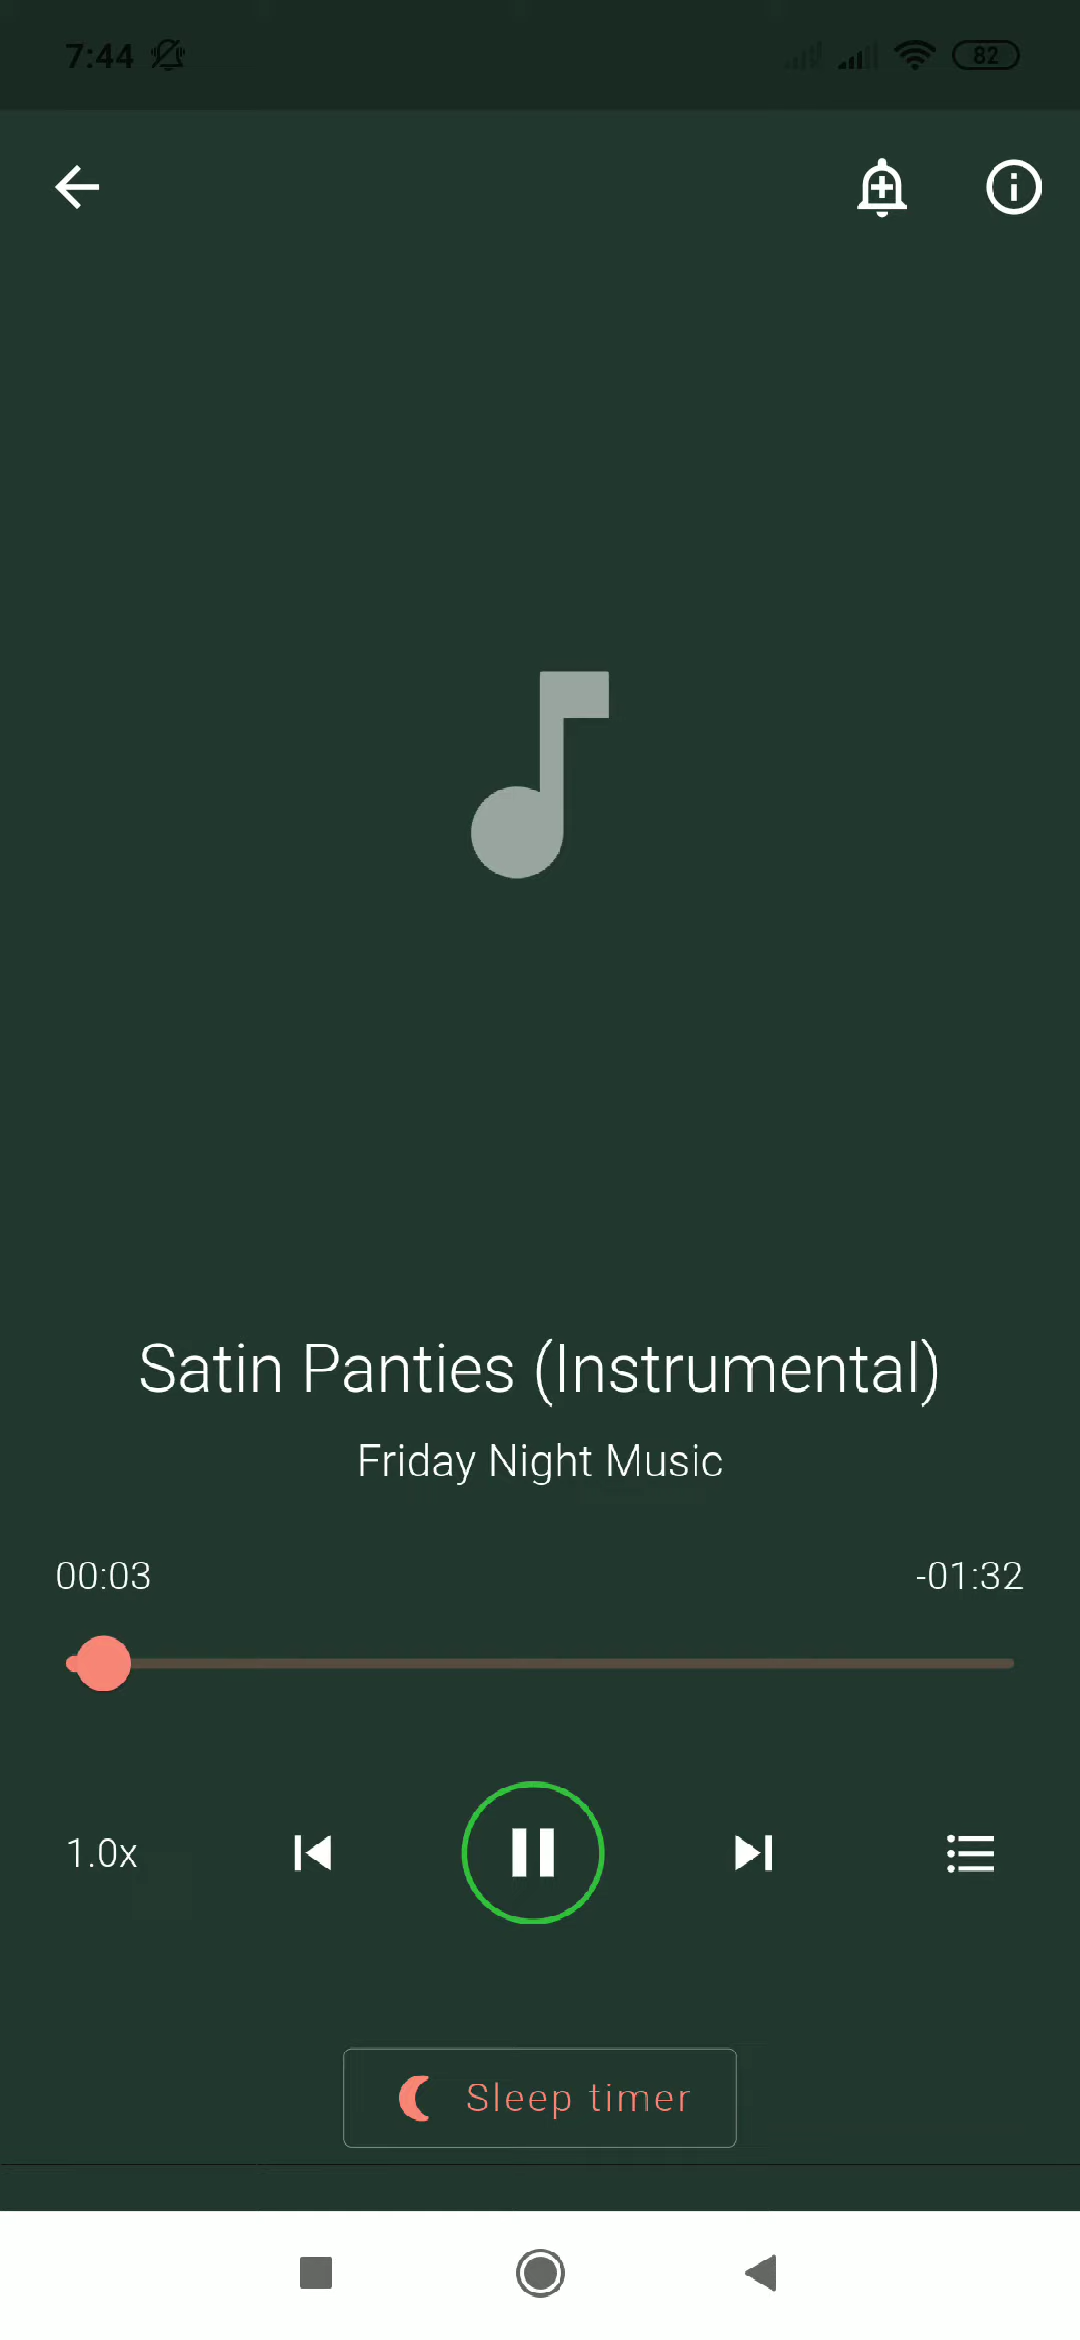 7:44
82
Satin Panties (Instrumental)
Friday Night Music
00:03
-01:32
1.0x
Sleep timer